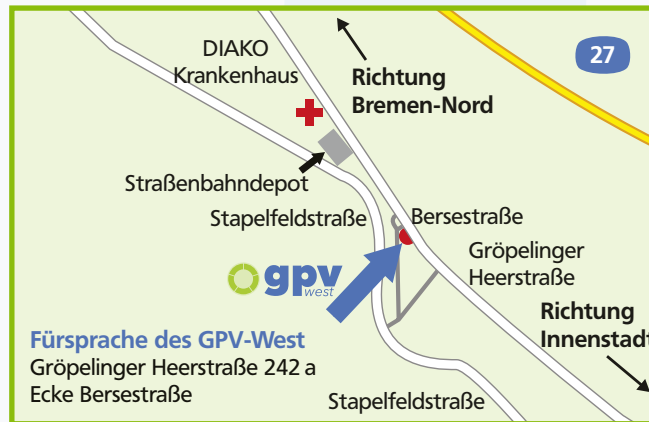 DIAKO
Krankenhaus
Richtung
Bremen-Nord
27
Straßenbahndepot
Stapelfeldstraße
Bersestraße
gpv
west
Gröpelinger
Heerstraße
Richtung
Innenstadt
Fürsprache des GPV-West
Gröpelinger Heerstraße 242 a
Ecke Bersestraße
Stapelfeldstraße